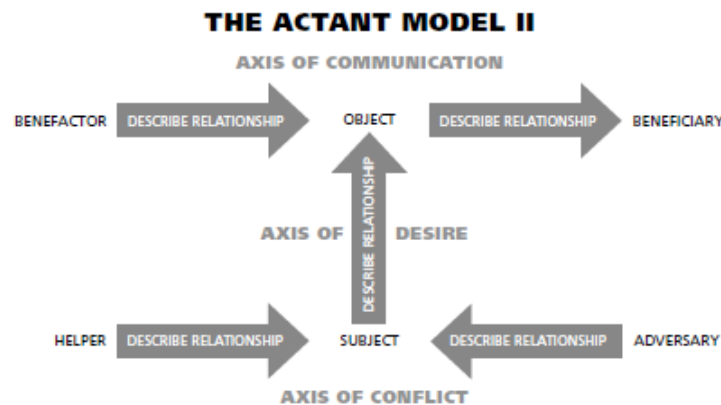 THE ACTANT MODEL II
AXIS OF COMMUNICATION
BENEFACTOR DESCRIBE RELATIONSHIP OBJECT DESCRIBE RELATIONSHIP BENEFICIARY
DESCRIBE RELATIONSHIP
AXIS OF DESIRE
HELPER DESCRIBE RELATIONSHIP SUBJECT DESCRIBE RELATIONSHIP ADVERSARY
AXIS OF CONFLICT